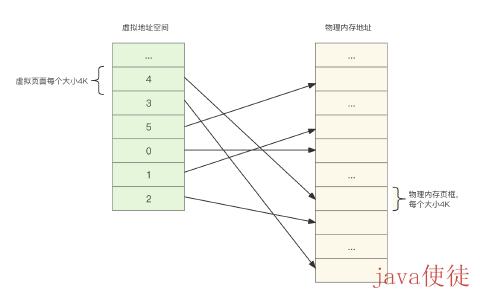 虚拟地址空间
物理内存地址
...
4
3
5
0
1
2
虚拟页面每个大小4K
...
...
...
...
物理内存页框，
每个大小4K
java使徒